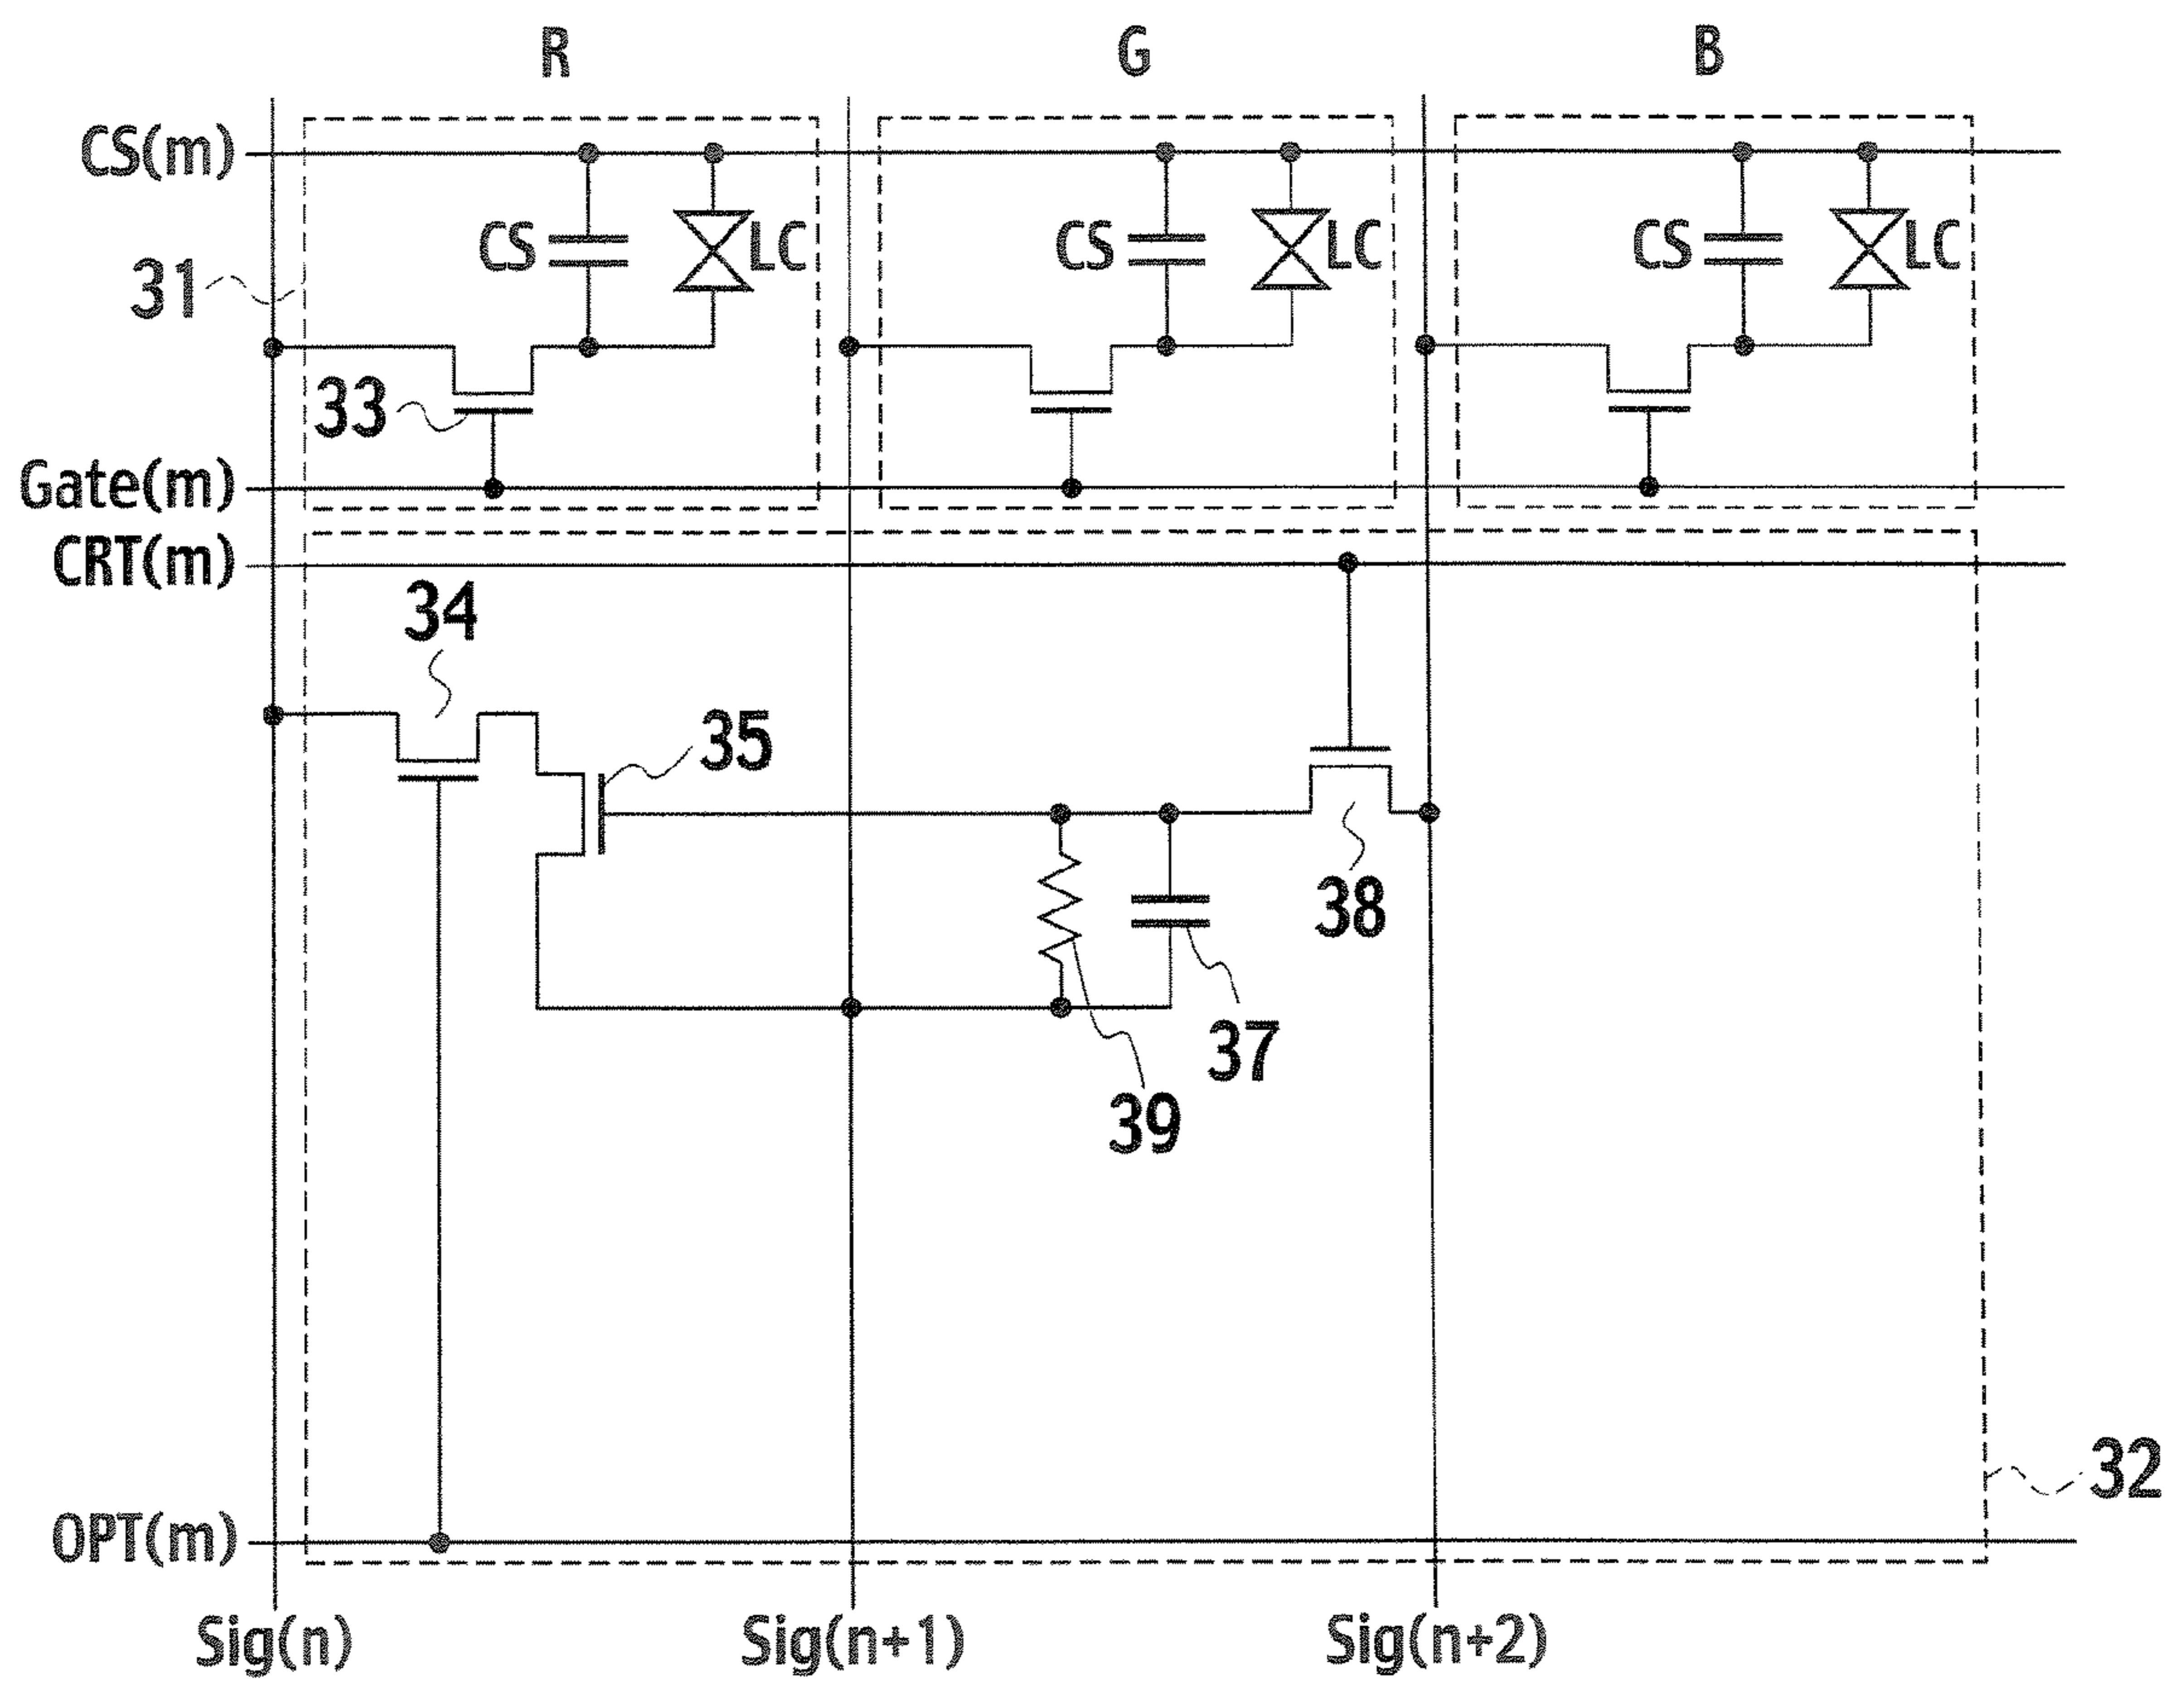 R G B
CS(m)
CS LC CS LC CS LC
31
33
Gate(m)
CRT(m)
34
35
38
37
39
32
OPT(m)
Sig(n) Sig(n+1) Sig(n+2)